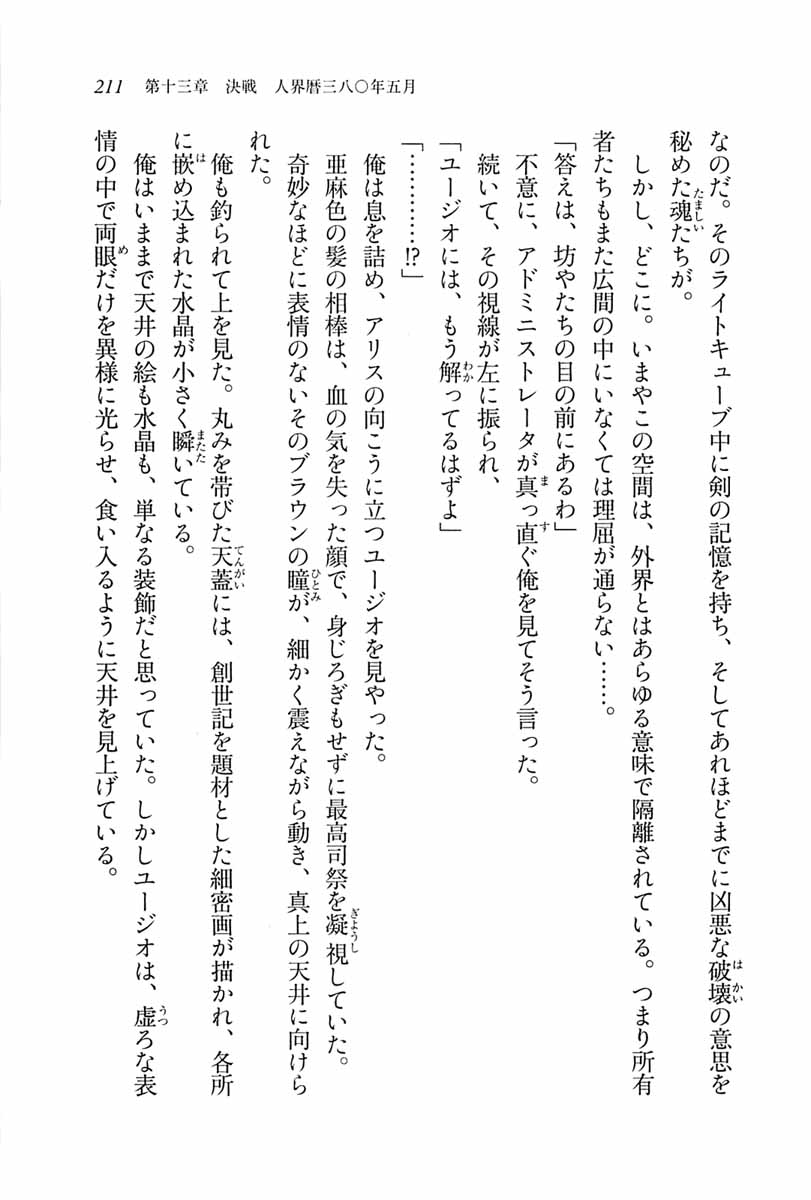 211 第十三章 決戦 人界暦三八〇年五月
なのだ。そのライトキューブ中に剣の記憶を持ち、そしてあれほどまでに凶悪な破壊の意思を
秘めた魂たちが。
しかし、どこに。いまやこの空間は、外界とはあらゆる意味で隔離されている。つまり所有
者たちもまた広間の中にいなくては理屈が通らない……。
「答えは、坊やたちの目の前にあるわ」
不意に、アドミニストレータが真っ直ぐ俺を見てそう言った。
続いて、その視線が左に振られ、
「ユージオには、もう解ってるはずよ」
「…………!?」
俺は息を詰め、アリスの向こうに立つユージオを見やった。
亜麻色の髪の相棒は、血の気を失った顔で、身じろぎもせずに最高司祭を凝視していた。
奇妙なほどに表情のないそのブラウンの瞳が、細かく震えながら動き、真上の天井に向けら
れた。
俺も釣られて上を見た。丸みを帯びた天蓋には、創世記を題材とした細密画が描かれ、各所
に嵌め込まれた水晶が小さく瞬いている。
俺はいままで天井の絵も水晶も、単なる装飾だと思っていた。しかしユージオは、虚ろな表
情の中で両眼だけを異様に光らせ、食い入るように天井を見上げている。